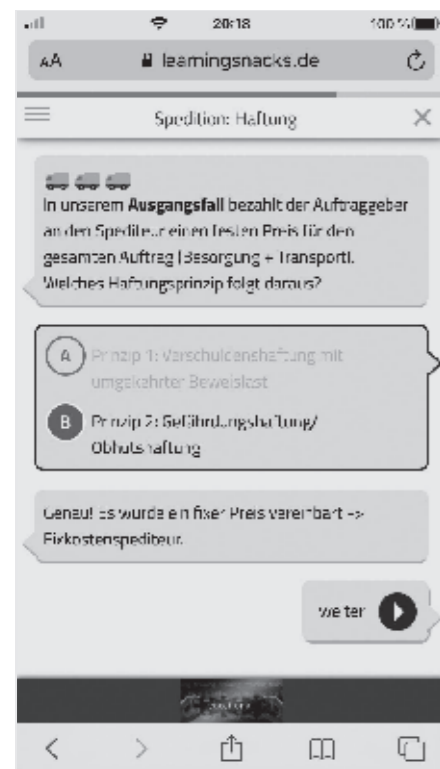 20:18
100 %
AA
learningsnacks.de
Spedition: Haftung
In unserem Ausgangsfall bezahlt der Auftraggeber
an den Spediteur einen festen Preis für den
gesamten Auftrag (Besorgung + Transport).
Welches Haftungsprinzip folgt daraus?
A
Prinzip 1: Verschuldenshaftung mit
umgekehrter Beweislast
B
Prinzip 2: Gefährdungshaftung/
Obhutshaftung
Genau! Es wurde ein fixer Preis vereinbart ->
Fixkostenspediteur.
weiter